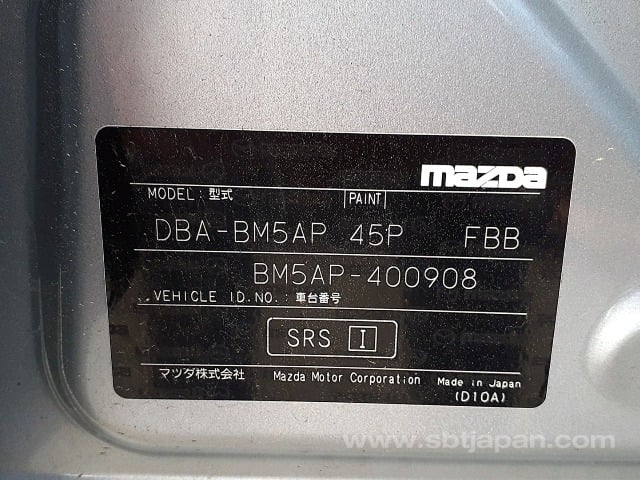 mazda
MODEL: 型式 PAINT
DBA-BM5AP 45P FBB
BM5AP-400908
VEHICLE ID.NO.: 車台番号
SRS I
マツダ株式会社 Mazda Motor Corporation Made in Japan
(D10A)
www.sbtjapan.com